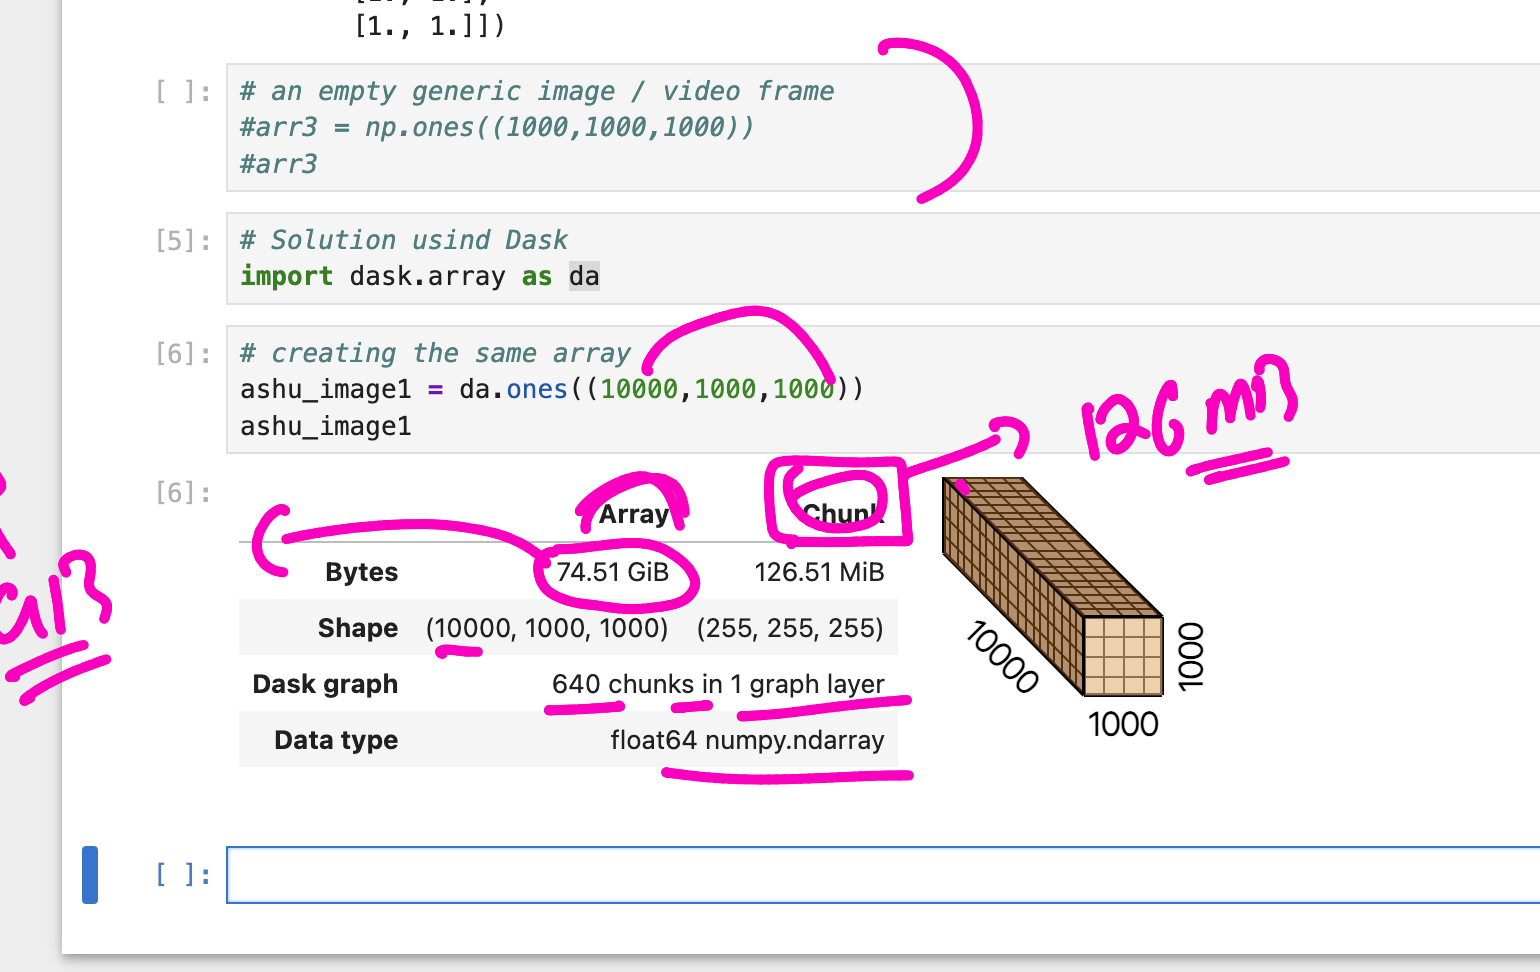 [1., 1.]])
[ ]: # an empty generic image / video frame
#arr3 = np.ones((1000,1000,1000))
#arr3
[5]: # Solution usind Dask
import dask.array as da
[6]: # creating the same array
ashu_image1 = da.ones((10000,1000,1000))
ashu_image1
126 mi3
[6]:
Array Chunk
Bytes 74.51 GiB 126.51 MiB
Shape (10000, 1000, 1000) (255, 255, 255)
Dask graph 640 chunks in 1 graph layer
Data type float64 numpy.ndarray
10000
1000
1000
[ ]: